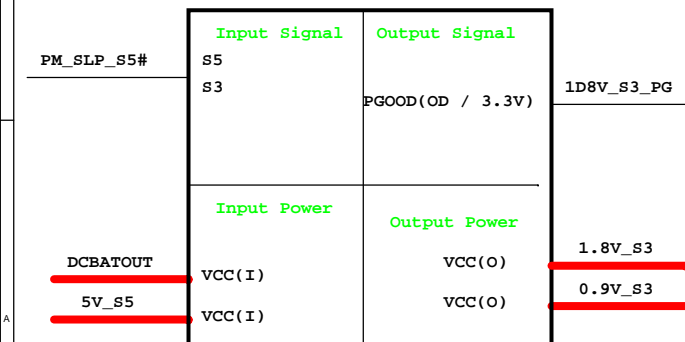 Input Signal Output Signal
PM_SLP_S5# S5
S3 1D8V_S3_PG
PGOOD(OD / 3.3V)
Input Power
Output Power
1.8V_S3
DCBATOUT VCC(O)
VCC(I)
0.9V_S3
5V_S5 VCC(O)
A VCC(I)